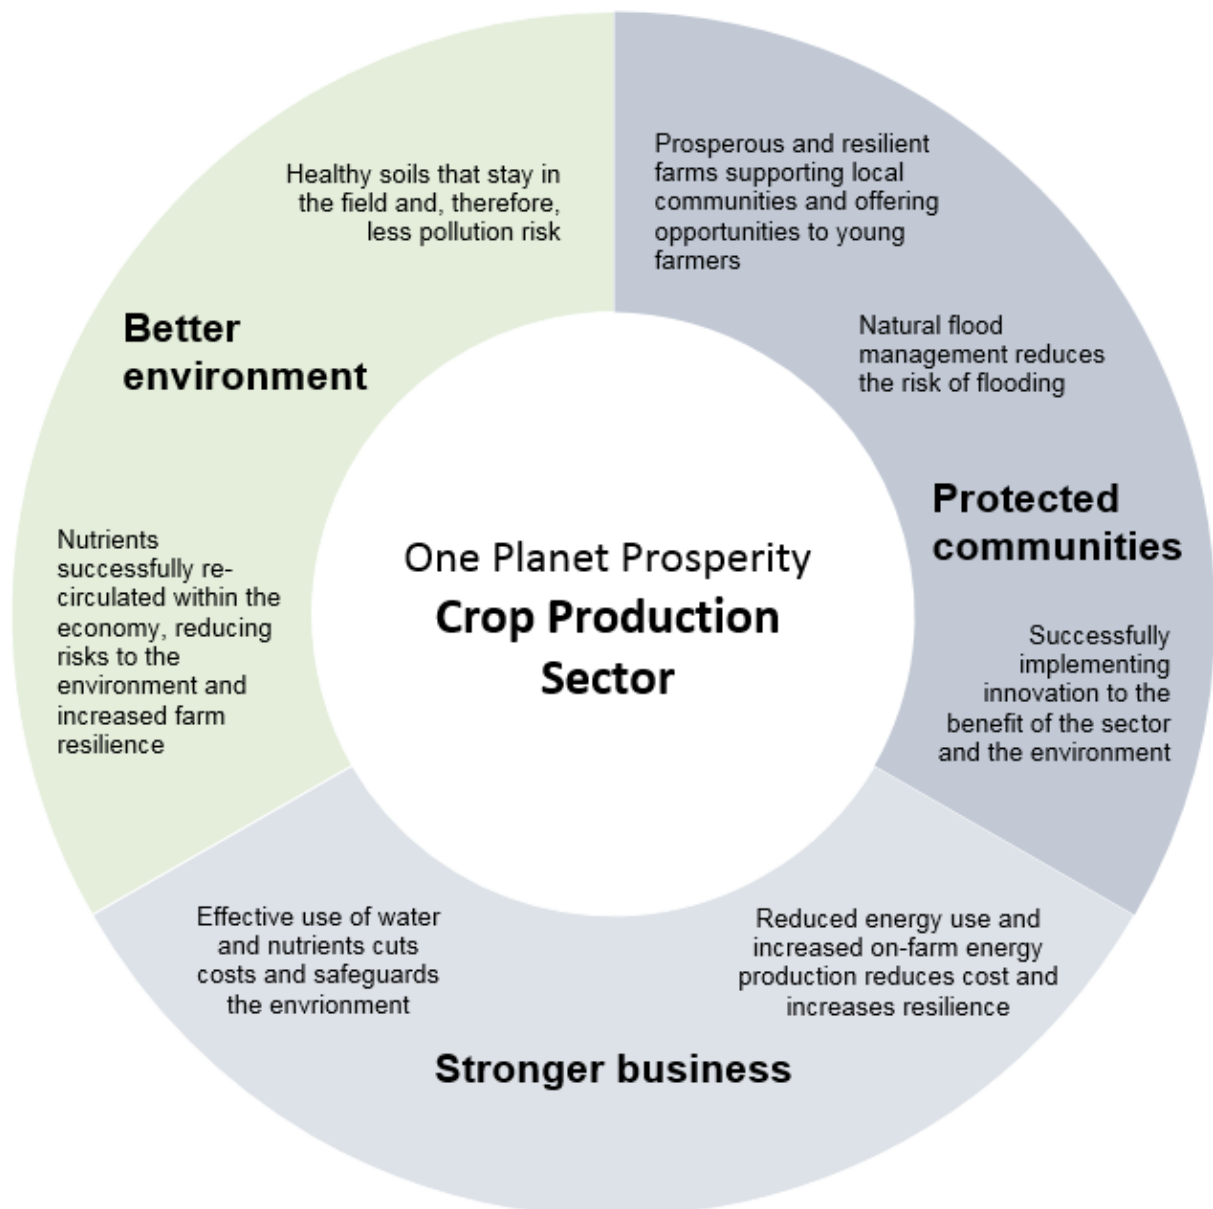 Healthy soils that stay in
the field and, therefore,
less pollution risk
Better
environment
Nutrients
successfully re-
circulated within the
economy, reducing
risks to the
environment and
increased farm
resilience
Prosperous and resilient
farms supporting local
communities and offering
opportunities to young
farmers
Natural flood
management reduces
the risk of flooding
Protected
communities
Successfully
implementing
innovation to the
benefit of the sector
and the environment
One Planet Prosperity
Crop Production
Sector
Effective use of water
and nutrients cuts
costs and safeguards
the envrionment
Reduced energy use and
increased on-farm energy
production reduces cost and
increases resilience
Stronger business